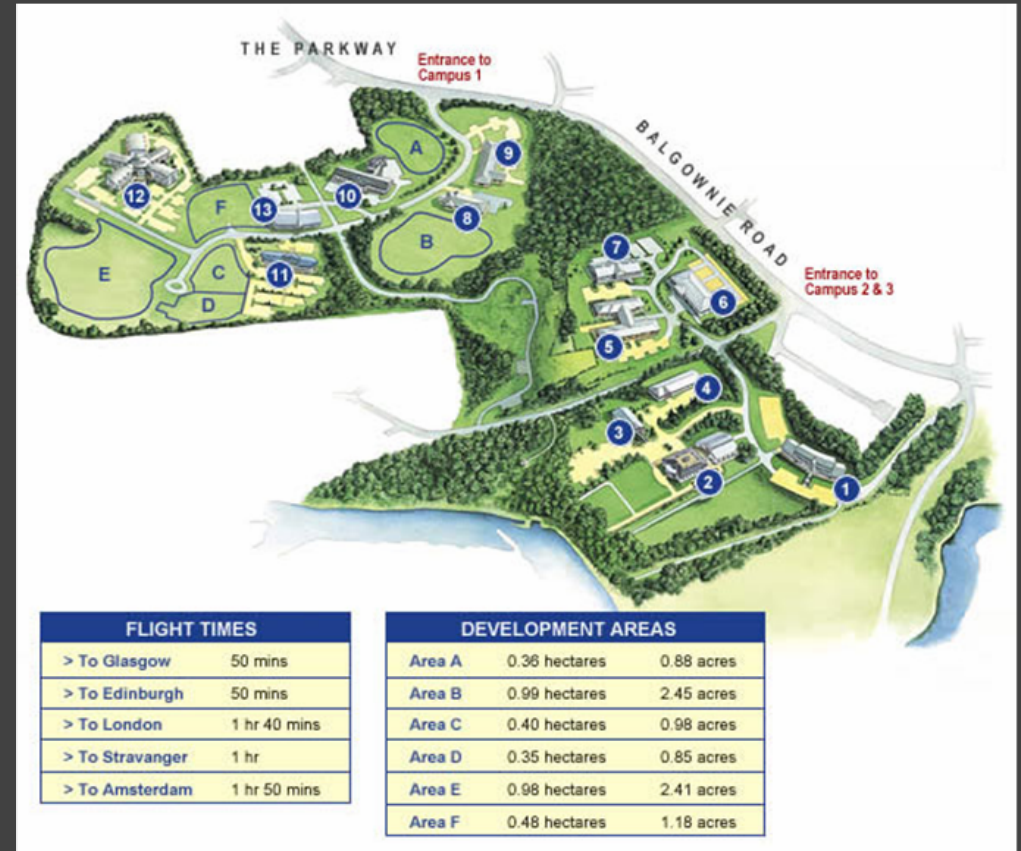 THE PARKWAY
Entrance to
Campus 1
BALGOWNIE ROAD
Entrance to
Campus 2 & 3
A
9
12
10
F
13
8
B
7
E
C
11
D
6
5
4
3
2
1
FLIGHT TIMES
> To Glasgow 50 mins
> To Edinburgh 50 mins
> To London 1 hr 40 mins
> To Stravanger 1 hr
> To Amsterdam 1 hr 50 mins
DEVELOPMENT AREAS
Area A 0.36 hectares 0.88 acres
Area B 0.99 hectares 2.45 acres
Area C 0.40 hectares 0.98 acres
Area D 0.35 hectares 0.85 acres
Area E 0.98 hectares 2.41 acres
Area F 0.48 hectares 1.18 acres